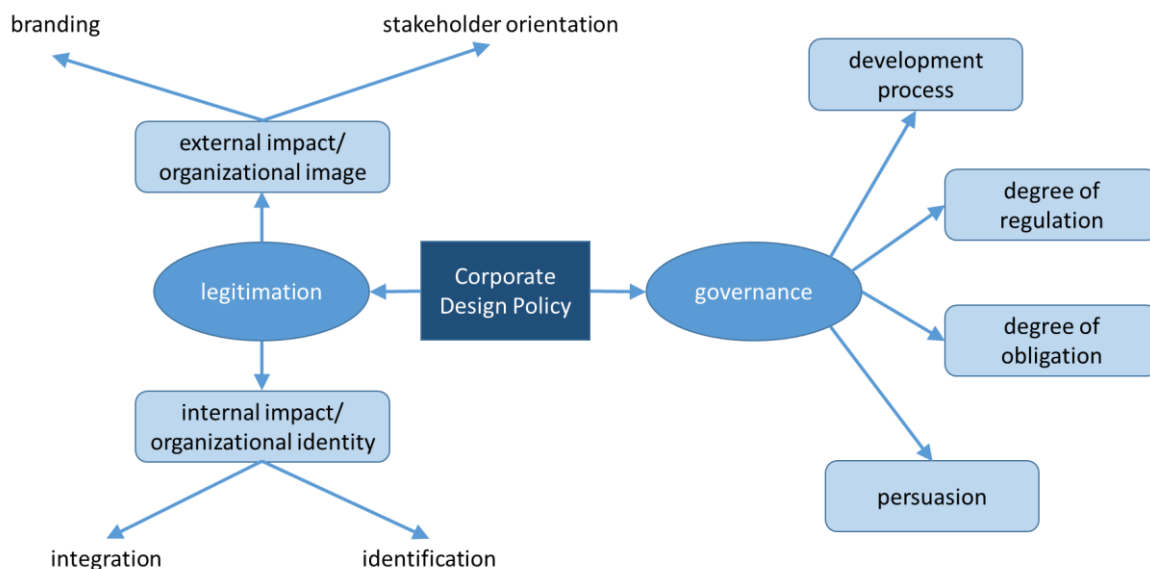 branding
stakeholder orientation
external impact/
organizational image
legitimation
internal impact/
organizational identity
integration
identification
Corporate
Design Policy
governance
development
process
degree of
regulation
degree of
obligation
persuasion